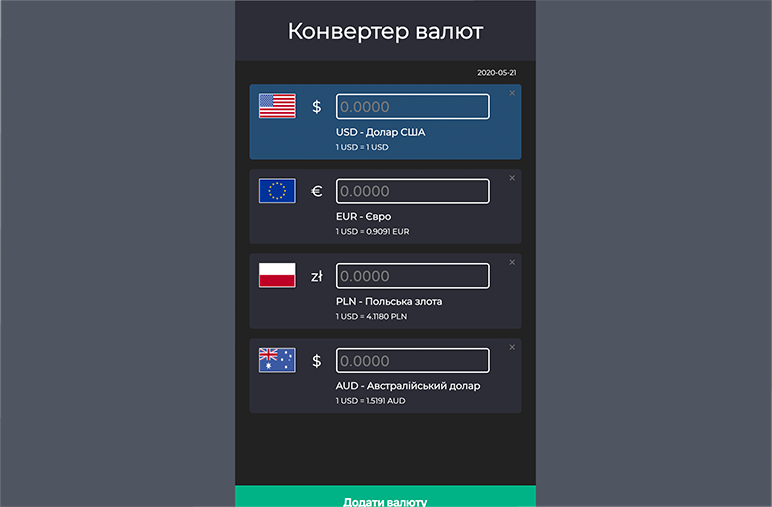 Конвертер валют
2020-05-21
×
$ 0.0000
USD - Долар США
1 USD = 1 USD
×
€ 0.0000
EUR - Євро
1 USD = 0.9091 EUR
×
zł 0.0000
PLN - Польська злота
1 USD = 4.1180 PLN
×
$ 0.0000
AUD - Австралійський долар
1 USD = 1.5191 AUD
Додати валюту